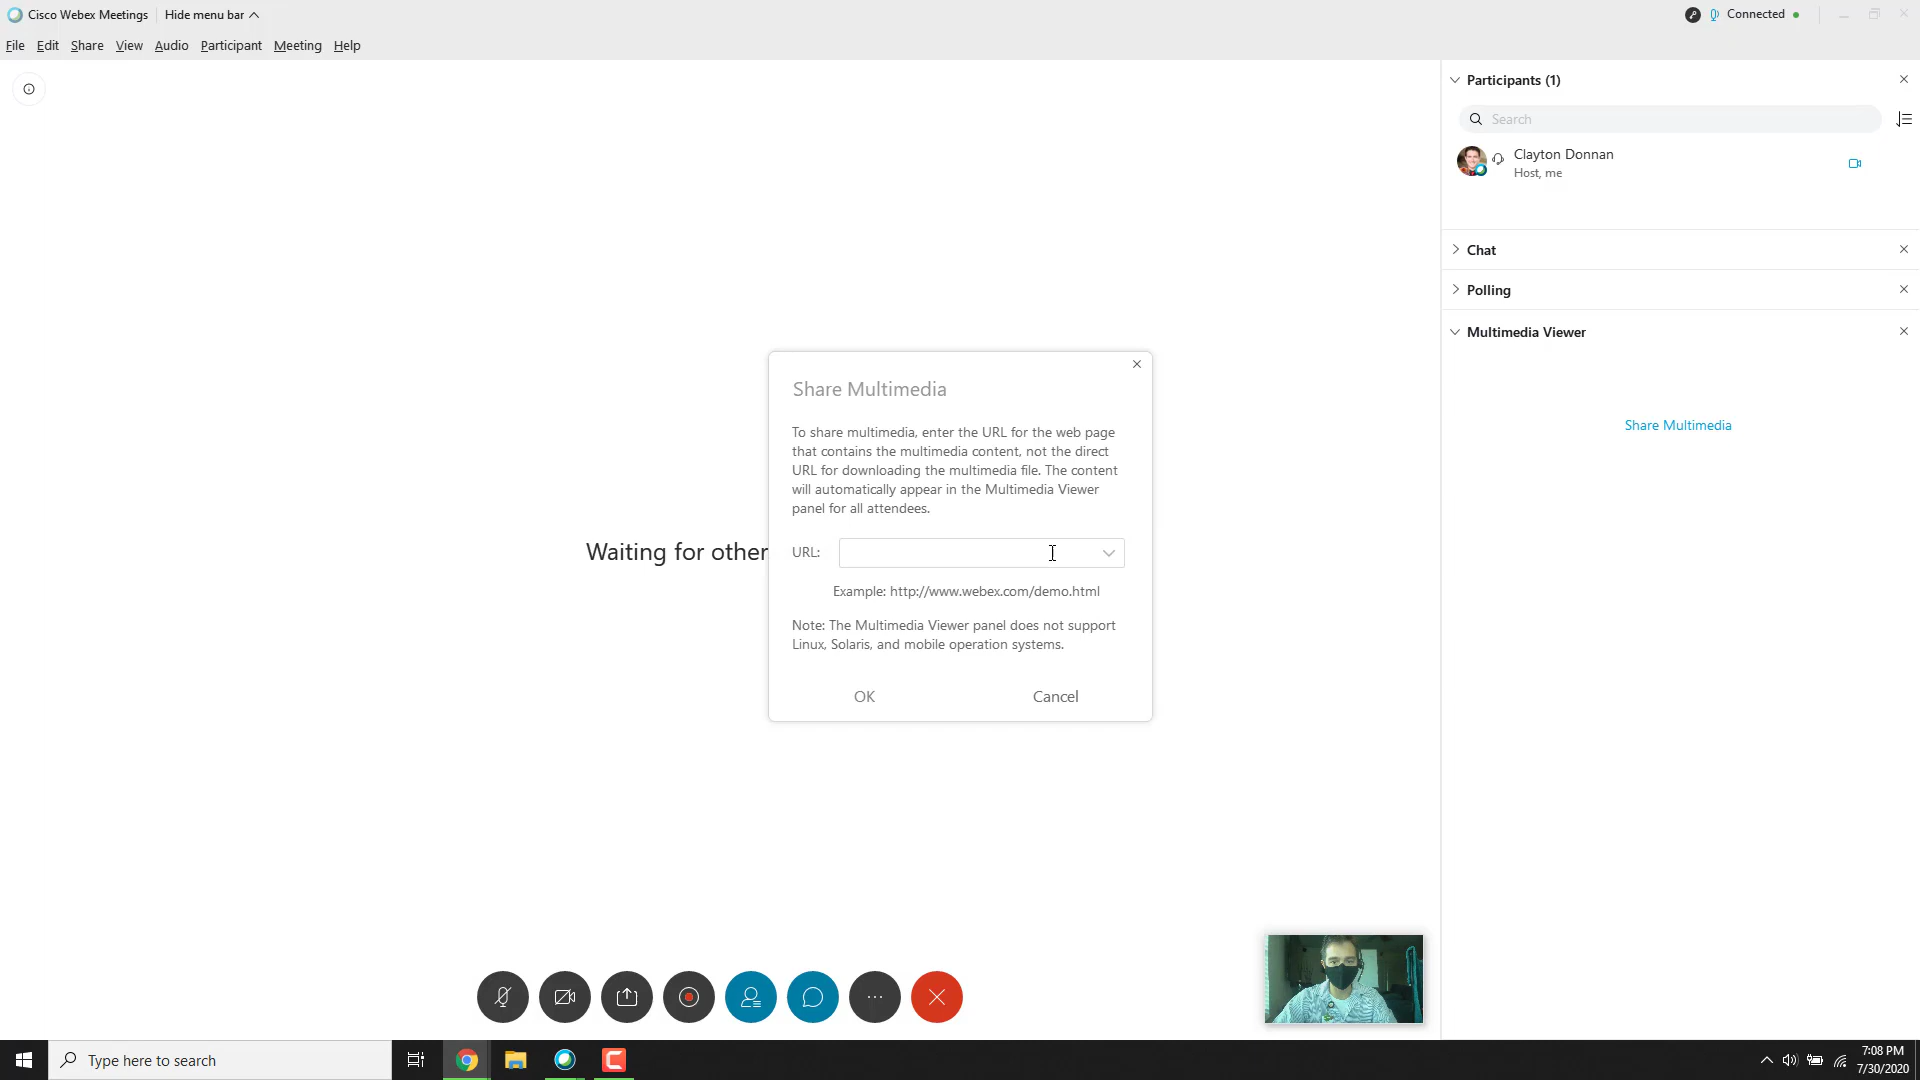 Cisco Webex Meetings
Hide menu bar
Connected
File Edit Share View Audio Participant Meeting Help
Participants (1)
Search
Clayton Donnan
Host, me
Chat
Polling
Multimedia Viewer
Share Multimedia
Waiting for other
Share Multimedia
To share multimedia, enter the URL for the web page
that contains the multimedia content, not the direct
URL for downloading the multimedia file. The content
will automatically appear in the Multimedia Viewer
panel for all attendees.
URL:
Example: http://www.webex.com/demo.html
Note: The Multimedia Viewer panel does not support
Linux, Solaris, and mobile operation systems.
OK
Cancel
Type here to search
7:08 PM
7/30/2020